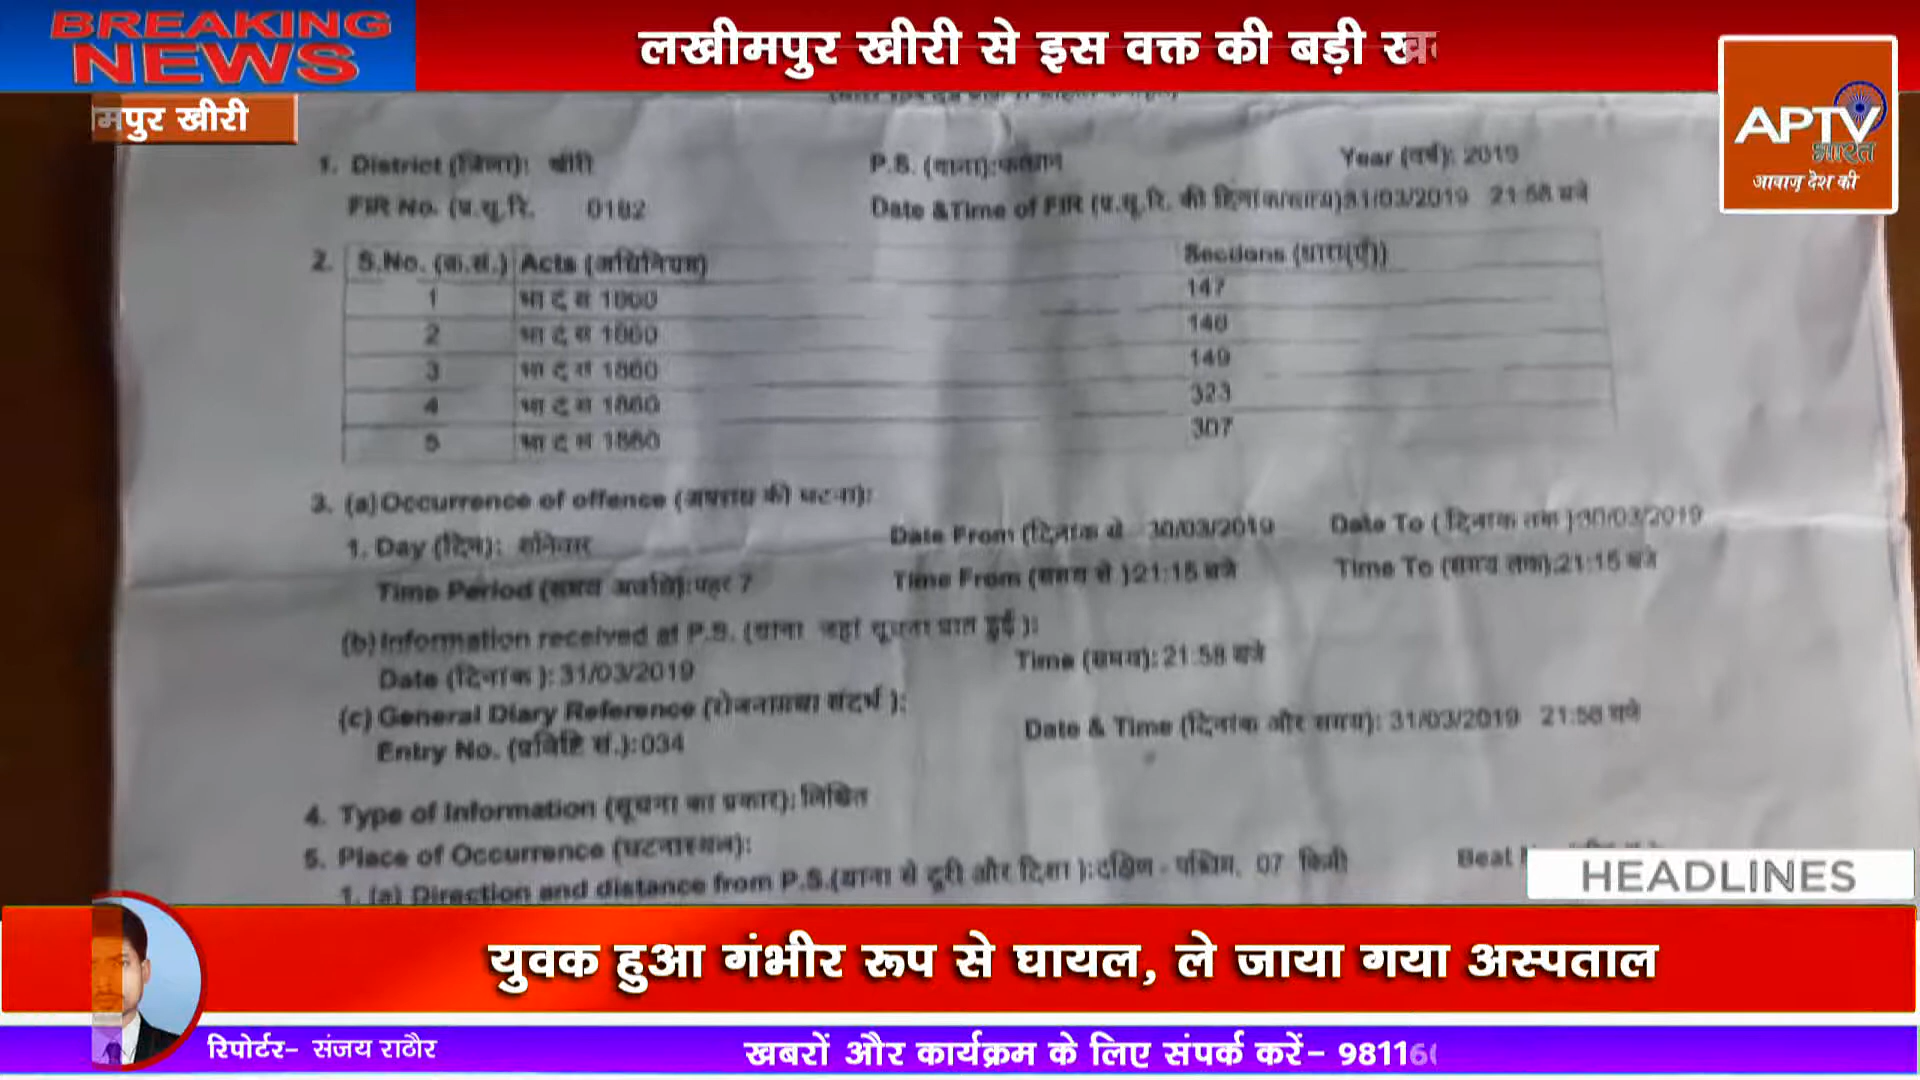 BREAKING
NEWS
लखीमपुर खीरी से इस वक्त की बड़ी
मपुर खीरी
APTV
भारत
आवाज़ देश की
1. District (जिला): खीरी P.S. (थाना): Year (वर्ष): 2019
FIR No. (प्र.सू.रि. 0182 Date &Time of FIR (प्र.सू.रि. की दिनांक/समय)31/03/2019 21:58 बजे
2. S.No. (क्र.सं.) Acts (अधिनियम) Sections (धारा(एँ))
1 भा द स 1860 147
2 भा द स 1860 148
3 भा द स 1860 149
4 भा द स 1860 323
5 भा द स 1860 307
3. (a) Occurrence of offence (अपराध की घटना):
1. Day (दिन): शनिवार Date From (दिनांक से 30/03/2019 Date To (दिनांक तक )30/03/2019
Time Period (समय अवधि): पहर 7 Time From (समय से )21:15 बजे Time To (समय तक):21:15 बजे
(b) Information received at P.S. (थाना जहां सूचना प्राप्त हुई ):
Date (दिनांक ): 31/03/2019 Time (समय): 21:58 बजे
(c) General Diary Reference (रोजनामचा संदर्भ ):
Entry No. (प्रविष्टि सं.): 034 Date & Time (दिनांक और समय): 31/03/2019 21:58 बजे
4. Type of Information (सूचना का प्रकार): लिखित
5. Place of Occurrence (घटनास्थल):
1. (a) Direction and distance from P.S.(थाना से दूरी और दिशा ): दक्षिण - पश्चिम, 07 किमी Beat
HEADLINES
युवक हुआ गंभीर रूप से घायल, ले जाया गया अस्पताल
रिपोर्टर- संजय राठौर
खबरों और कार्यक्रम के लिए संपर्क करें- 98116